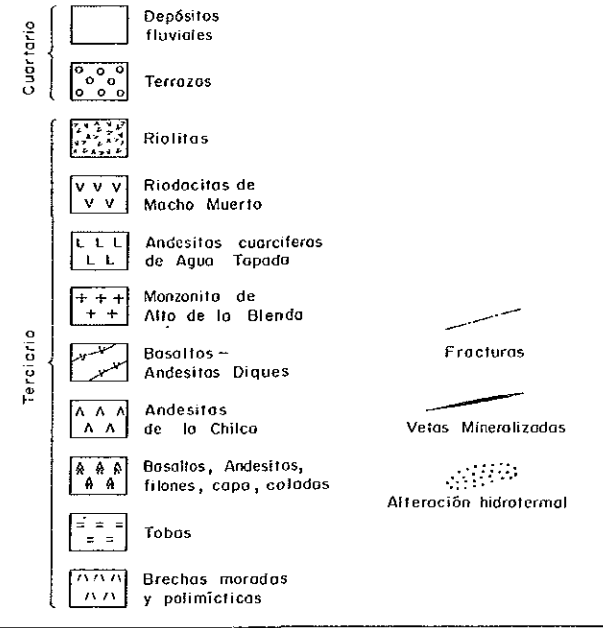 Cuartario
Depósitos
fluviales
Terrazas
Terciario
Riolitas
Riodacitas de
Macho Muerto
Andesitas cuarcíferas
de Agua Tapada
Monzonita de
Alto de la Blenda
Basaltos –
Andesitas Diques
Andesitas
de la Chilca
Basaltos, Andesitas,
filones, capa, coladas
Tobas
Brechas moradas
y polimícticas
Fracturas
Vetas Mineralizadas
Alteración hidrotermal